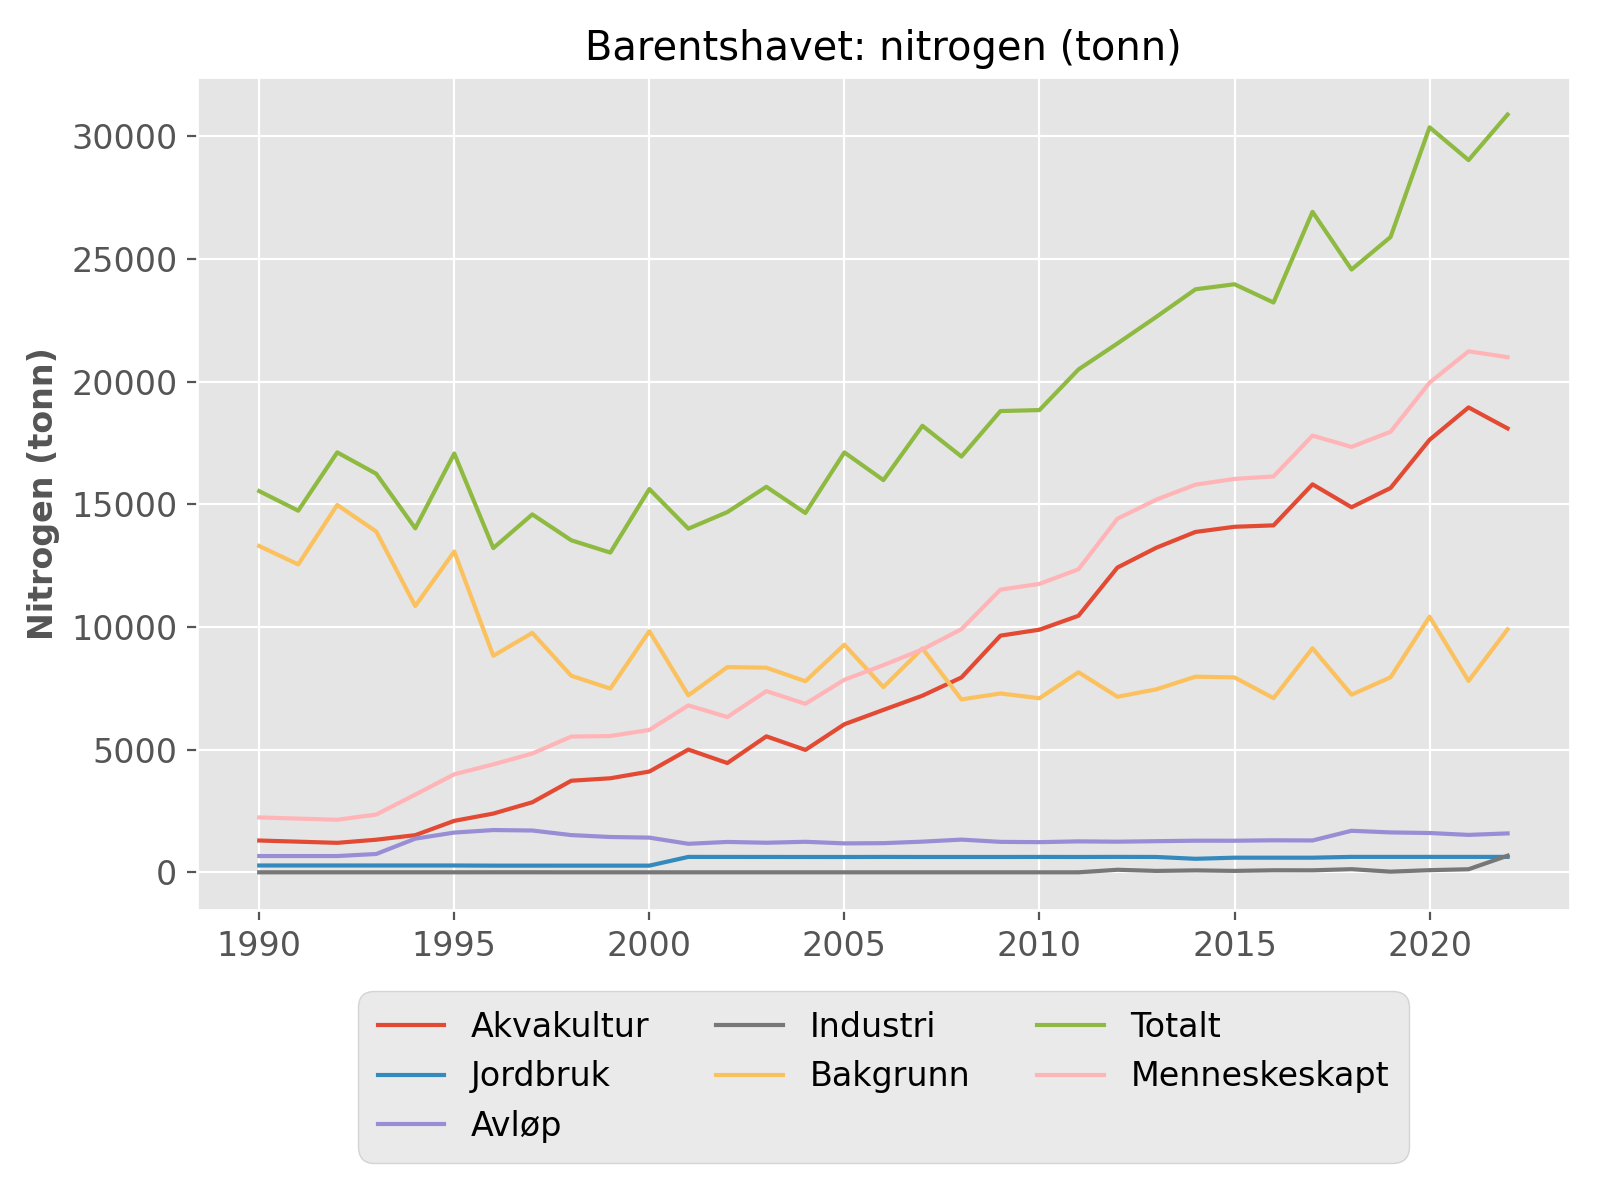 Barentshavet: nitrogen (tonn)
Nitrogen (tonn)
30000
25000
20000
15000
10000
5000
0
1990 1995 2000 2005 2010 2015 2020
Akvakultur Industri Totalt
Jordbruk Bakgrunn Menneskeskapt
Avløp